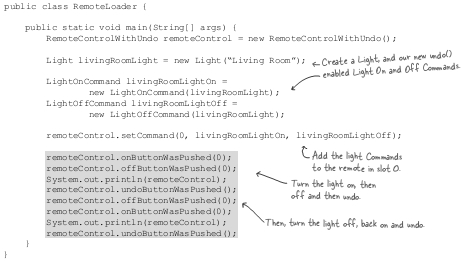 public class RemoteLoader {
public static void main(String[] args) {
RemoteControlWithUndo remoteControl = new RemoteControlWithUndo();
Light livingRoomLight = new Light(“Living Room”);
Create a Light, and our new undo()
enabled Light On and Off Commands.
LightOnCommand livingRoomLightOn =
new LightOnCommand(livingRoomLight);
LightOffCommand livingRoomLightOff =
new LightOffCommand(livingRoomLight);
remoteControl.setCommand(0, livingRoomLightOn, livingRoomLightOff);
Add the light Commands
to the remote in slot 0.
remoteControl.onButtonWasPushed(0);
remoteControl.offButtonWasPushed(0);
System.out.println(remoteControl);
remoteControl.undoButtonWasPushed();
Turn the light on, then
off and then undo.
remoteControl.offButtonWasPushed(0);
remoteControl.onButtonWasPushed(0);
System.out.println(remoteControl);
remoteControl.undoButtonWasPushed();
Then, turn the light off, back on and undo.
}
}